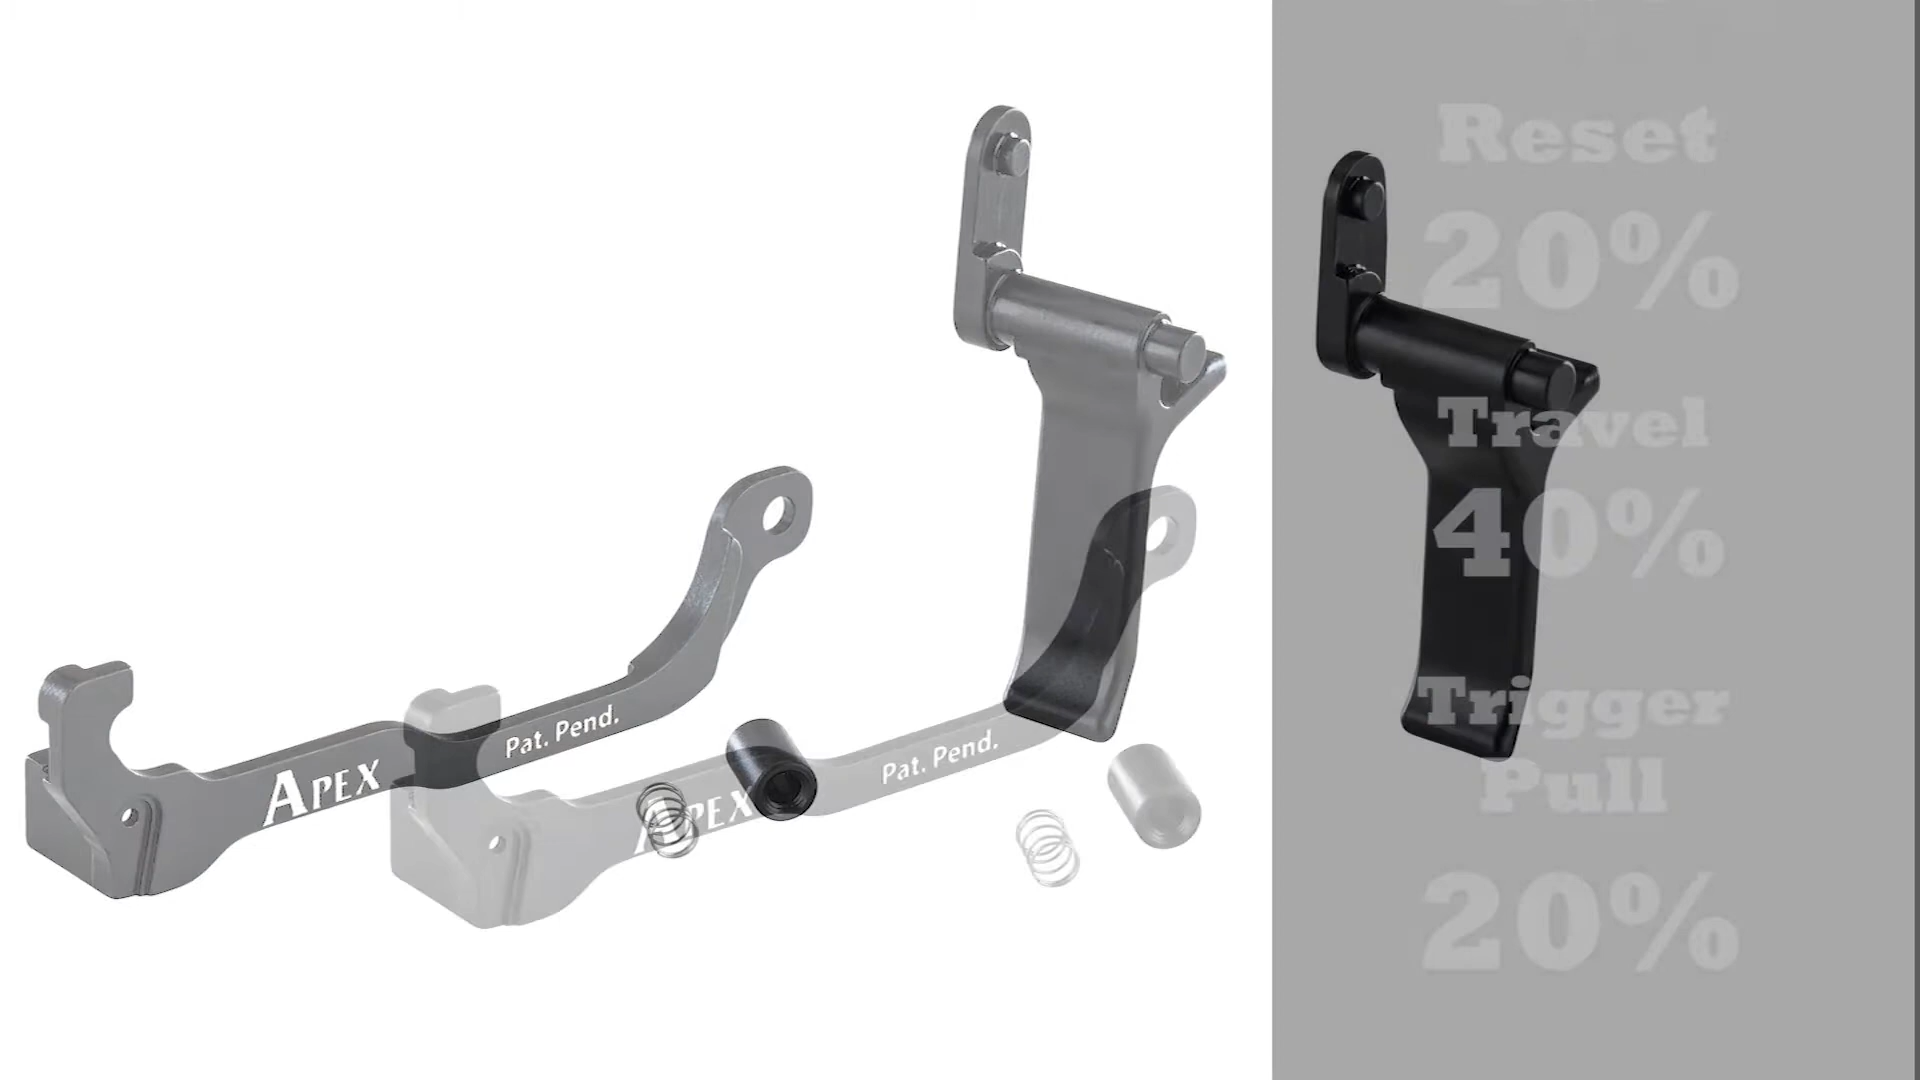 APEX
Pat. Pend.
APEX
Pat. Pend.
Reset
20%
Travel
40%
Trigger
Pull
20%